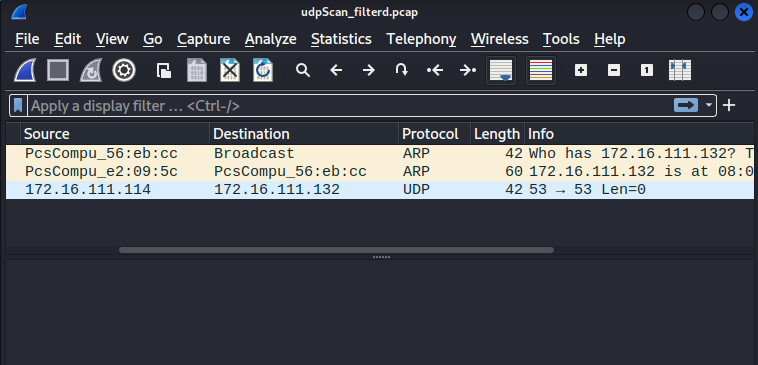 udpScan_filterd.pcap
File Edit View Go Capture Analyze Statistics Telephony Wireless Tools Help
Apply a display filter … <Ctrl-/>
Source Destination Protocol Length Info
PcsCompu_56:eb:cc Broadcast ARP 42 Who has 172.16.111.132? T
PcsCompu_e2:09:5c PcsCompu_56:eb:cc ARP 60 172.16.111.132 is at 08:0
172.16.111.114 172.16.111.132 UDP 42 53 → 53 Len=0